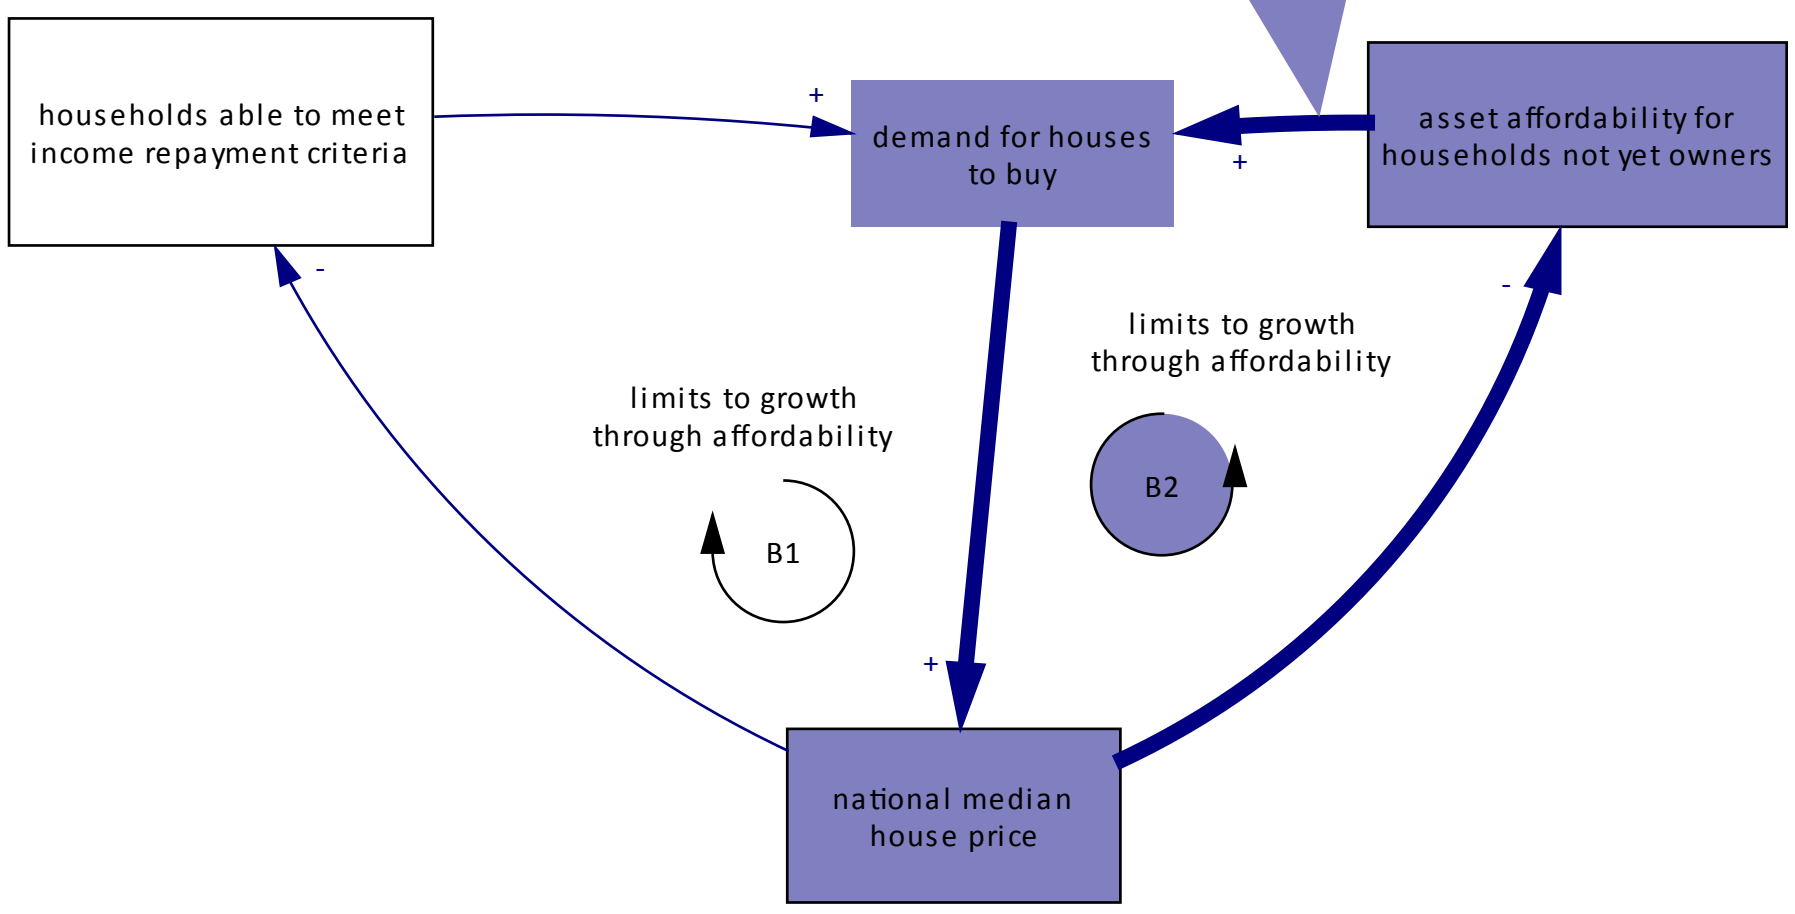 households able to meet
income repayment criteria
+
demand for houses
to buy
+
asset affordability for
households not yet owners
-
-
limits to growth
through affordability
limits to growth
through affordability
B2
B1
+
national median
house price